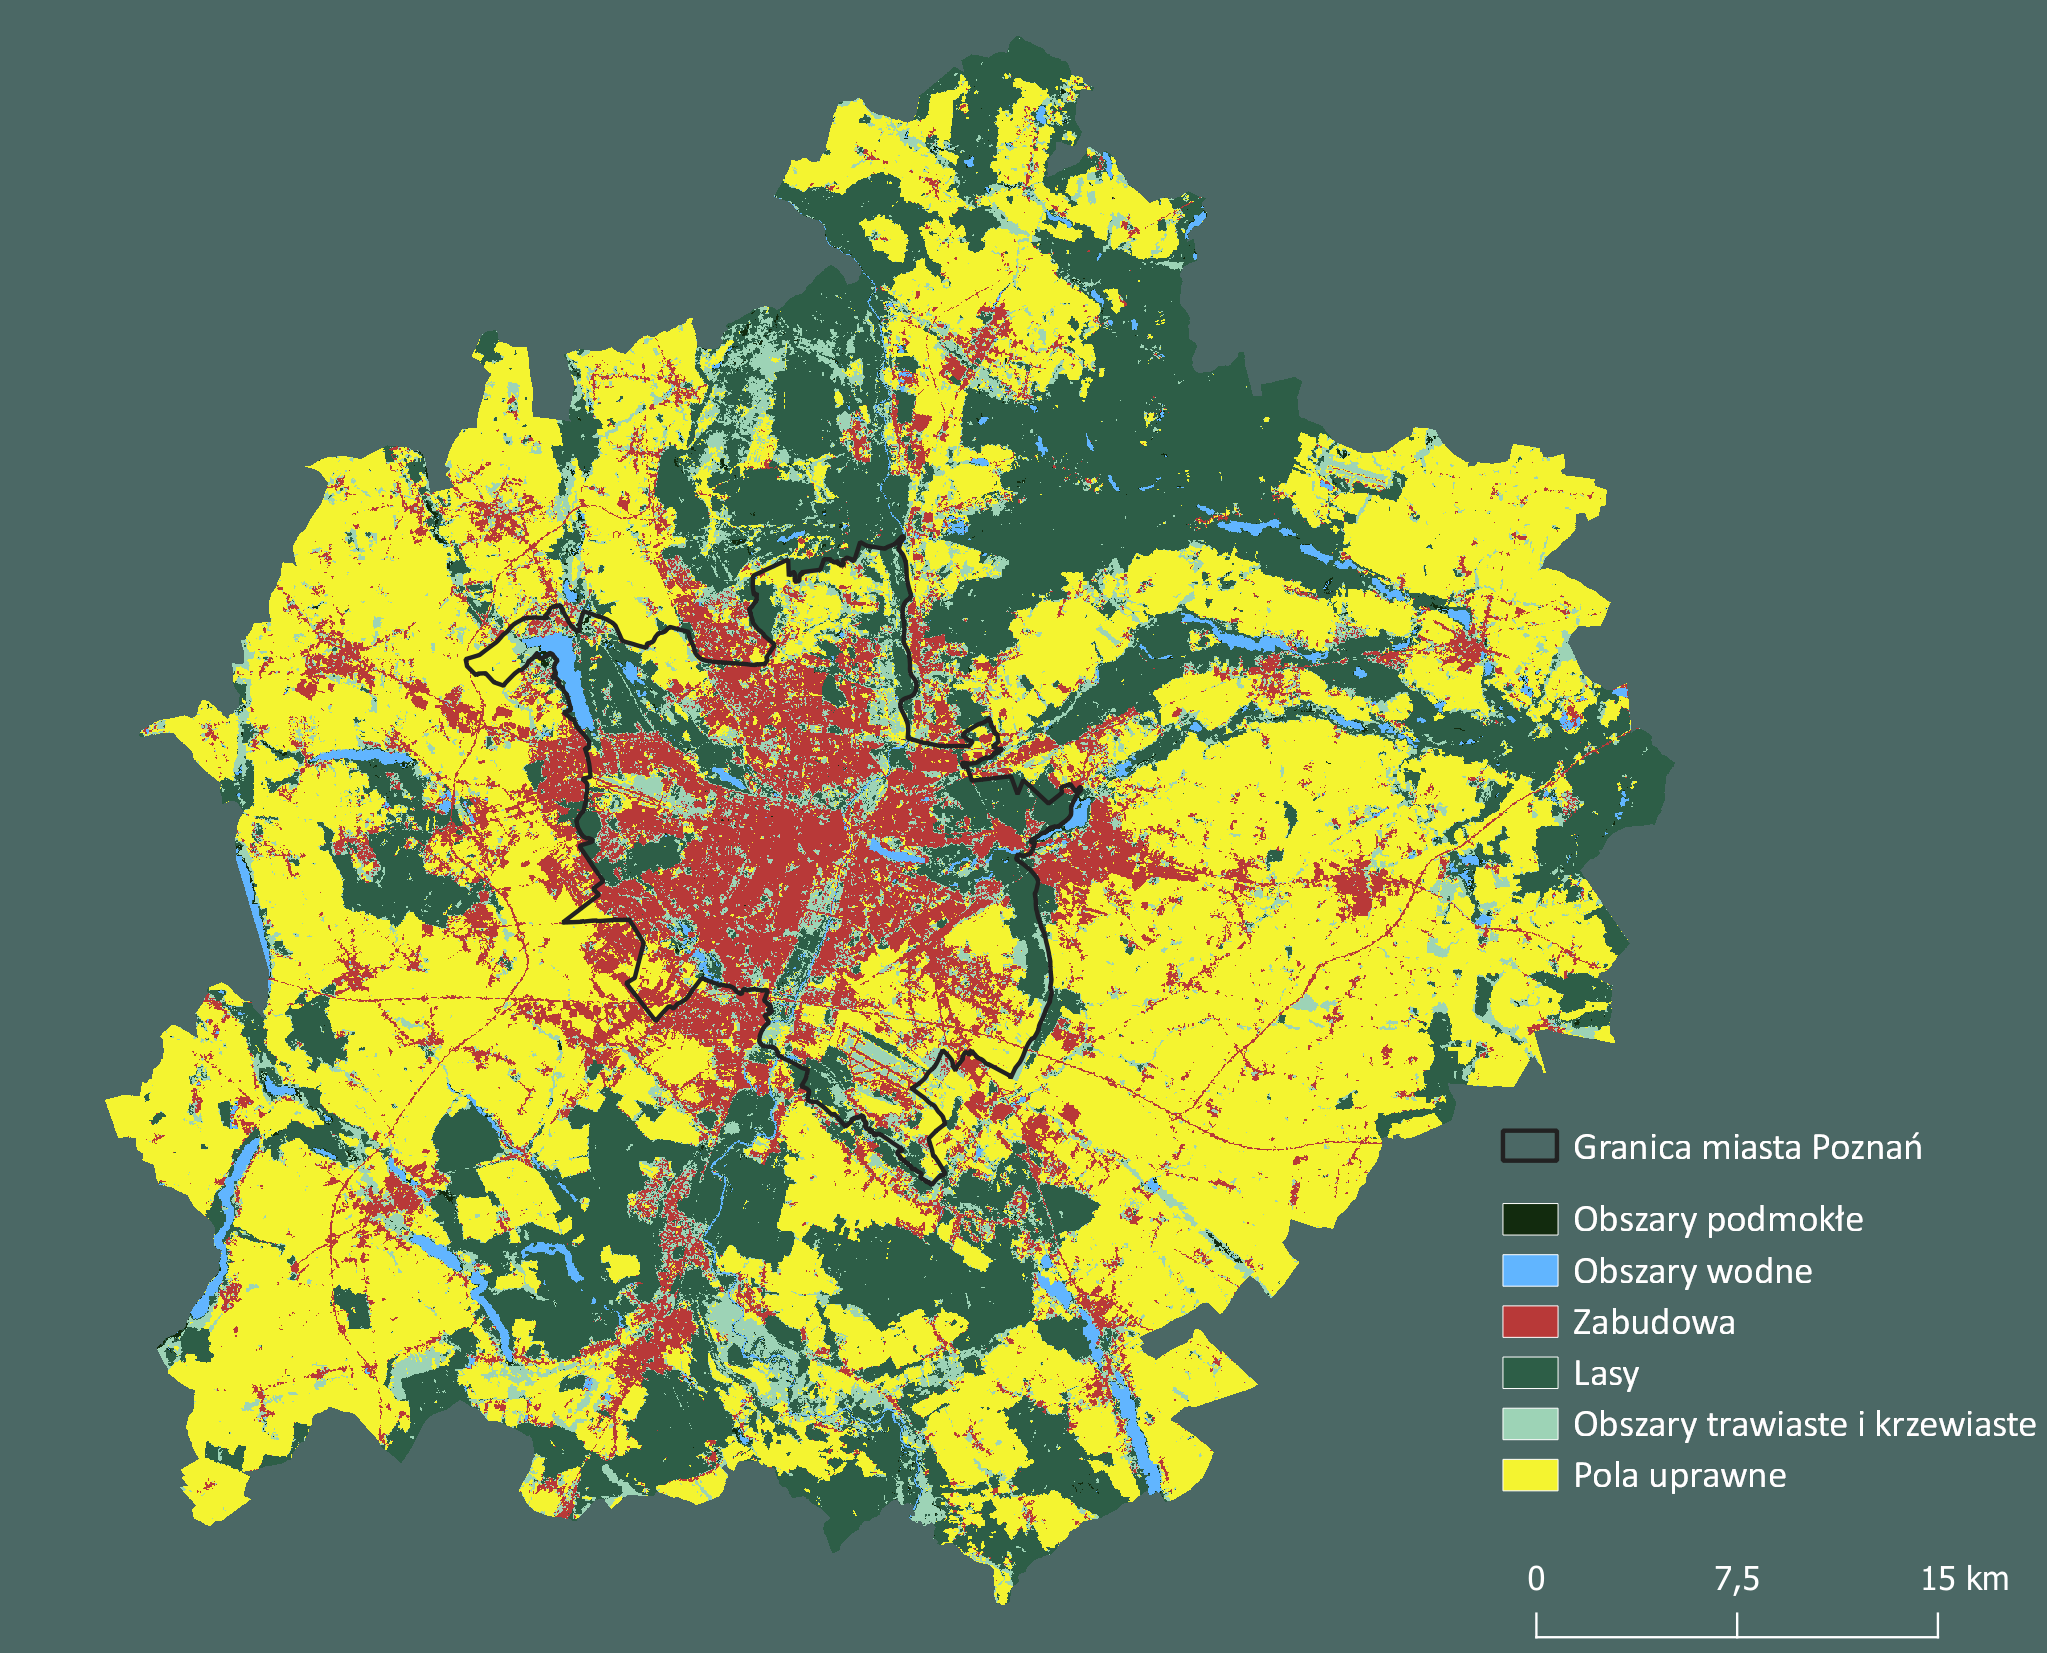 Granica miasta Poznań
Obszary podmokłe
Obszary wodne
Zabudowa
Lasy
Obszary trawiaste i krzewiaste
Pola uprawne
0 7,5 15 km